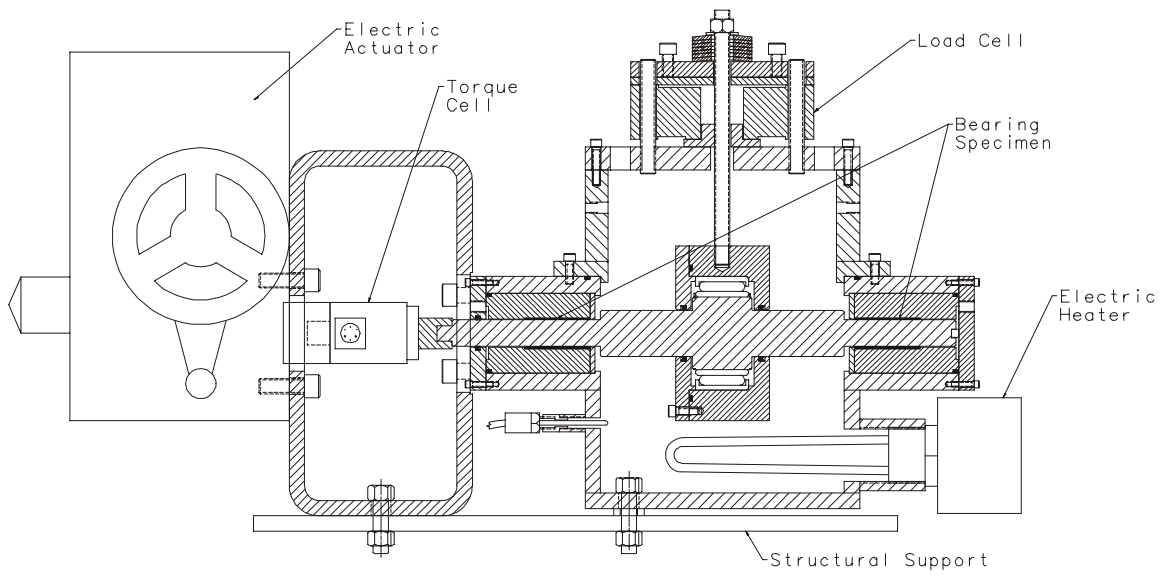 Electric
Actuator
Load Cell
Torque
Cell
Bearing
Specimen
Electric
Heater
Structural Support